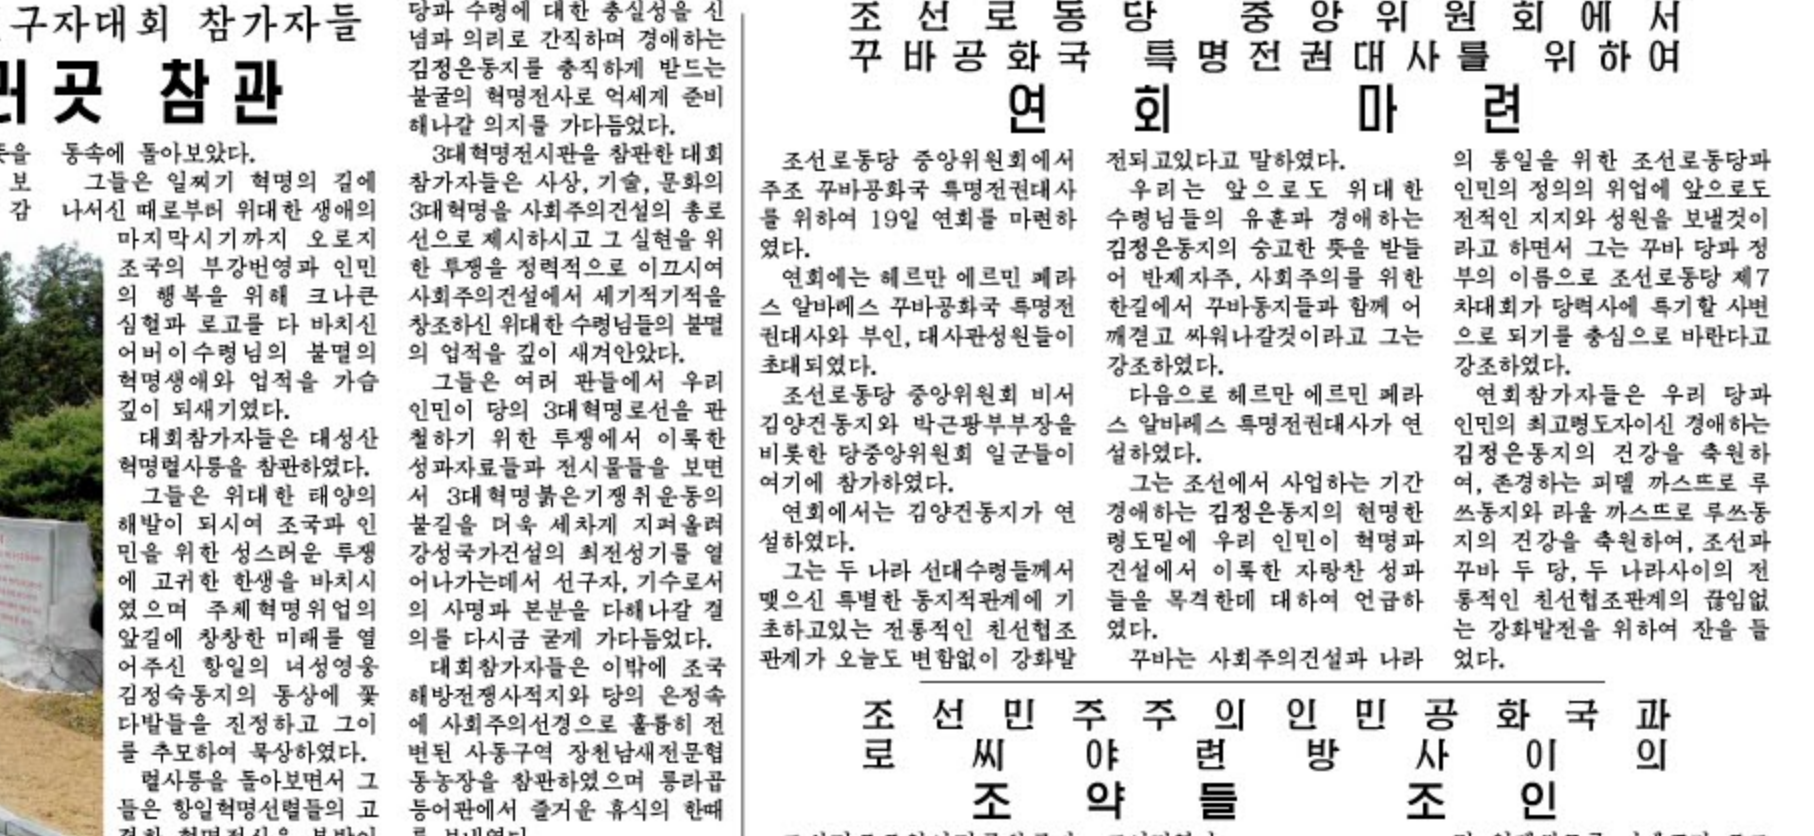 구자대회 참가자들
곳 참관
을
보
감
동속에 돌아보았다.
그들은 일찌기 혁명의 길에
나서신 때로부터 위대한 생애의
마지막시기까지 오로지
조국의 부강번영과 인민
의 행복을 위해 크나큰
심혈과 로고를 다 바치신
어버이수령님의 불멸의
혁명생애와 업적을 가슴
깊이 되새기였다.
대회참가자들은 대성산
혁명렬사릉을 참관하였다.
그들은 위대한 태양의
해발이 되시여 조국과 인
민을 위한 성스러운 투쟁
에 고귀한 한생을 바치시
였으며 주체혁명위업의
앞길에 창창한 미래를 열
어주신 항일의 녀성영웅
김정숙동지의 동상에 꽃
다발들을 진정하고 그이
를 추모하여 묵상하였다.
렬사릉을 돌아보면서 그
들은 항일혁명선렬들의 고
당과 수령에 대한 충실성을 신
념과 의리로 간직하며 경애하는
김정은동지를 충직하게 받드는
불굴의 혁명전사로 억세게 준비
해나갈 의지를 가다듬었다.
3대혁명전시관을 참관한 대회
참가자들은 사상, 기술, 문화의
3대혁명을 사회주의건설의 총로
선으로 제시하시고 그 실현을 위
한 투쟁을 정력적으로 이끄시여
사회주의건설에서 세기적기적을
창조하신 위대한 수령님들의 불멸
의 업적을 깊이 새겨안았다.
그들은 여러 관들에서 우리
인민이 당의 3대혁명로선을 관
철하기 위한 투쟁에서 이룩한
성과자료들과 전시물들을 보면
서 3대혁명붉은기쟁취운동의
불길을 더욱 세차게 지펴올려
강성국가건설의 최전성기를 열
어나가는데서 선구자, 기수로서
의 사명과 본분을 다해나갈 결
의를 다시금 굳게 가다듬었다.
대회참가자들은 이밖에 조국
해방전쟁사적지와 당의 은정속
에 사회주의선경으로 훌륭히 전
변된 사동구역 장천남새전문협
동농장을 참관하였으며 릉라곱
등어관에서 즐거운 휴식의 한때
를 보내였다.
조선로동당 중앙위원회에서
꾸바공화국 특명전권대사를 위하여
연회 마련
조선로동당 중앙위원회에서
주조 꾸바공화국 특명전권대사
를 위하여 19일 연회를 마련하
였다.
연회에는 헤르만 에르민 페라
스 알바레스 꾸바공화국 특명전
권대사와 부인, 대사관성원들이
초대되였다.
조선로동당 중앙위원회 비서
김양건동지와 박근광부부장을
비롯한 당중앙위원회 일군들이
여기에 참가하였다.
연회에서는 김양건동지가 연
설하였다.
그는 두 나라 선대수령들께서
맺으신 특별한 동지적관계에 기
초하고있는 전통적인 친선협조
관계가 오늘도 변함없이 강화발
전되고있다고 말하였다.
우리는 앞으로도 위대한
수령님들의 유훈과 경애하는
김정은동지의 숭고한 뜻을 받들
어 반제자주, 사회주의를 위한
한길에서 꾸바동지들과 함께 어
깨겯고 싸워나갈것이라고 그는
강조하였다.
다음으로 헤르만 에르민 페라
스 알바레스 특명전권대사가 연
설하였다.
그는 조선에서 사업하는 기간
경애하는 김정은동지의 현명한
령도밑에 우리 인민이 혁명과
건설에서 이룩한 자랑찬 성과
들을 목격한데 대하여 언급하
였다.
꾸바는 사회주의건설과 나라
의 통일을 위한 조선로동당과
인민의 정의의 위업에 앞으로도
전적인 지지와 성원을 보낼것이
라고 하면서 그는 꾸바 당과 정
부의 이름으로 조선로동당 제7
차대회가 당력사에 특기할 사변
으로 되기를 충심으로 바란다고
강조하였다.
연회참가자들은 우리 당과
인민의 최고령도자이신 경애하는
김정은동지의 건강을 축원하
여, 존경하는 피델 까스뜨로 루
쓰동지와 라울 까스뜨로 루쓰동
지의 건강을 축원하여, 조선과
꾸바 두 당, 두 나라사이의 전
통적인 친선협조관계의 끊임없
는 강화발전을 위하여 잔을 들
었다.
조선민주주의인민공화국과
로씨야련방사이의
조약들 조인